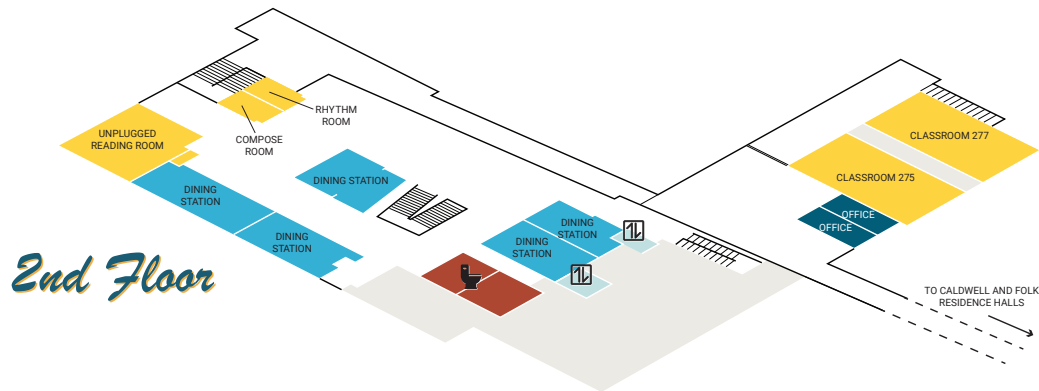 RHYTHM
ROOM
COMPOSE
ROOM
UNPLUGGED
READING ROOM
CLASSROOM 277
CLASSROOM 275
DINING STATION
DINING
STATION
DINING
STATION
DINING
STATION
DINING
STATION
OFFICE
OFFICE
2nd Floor
TO CALDWELL AND FOLK
RESIDENCE HALLS